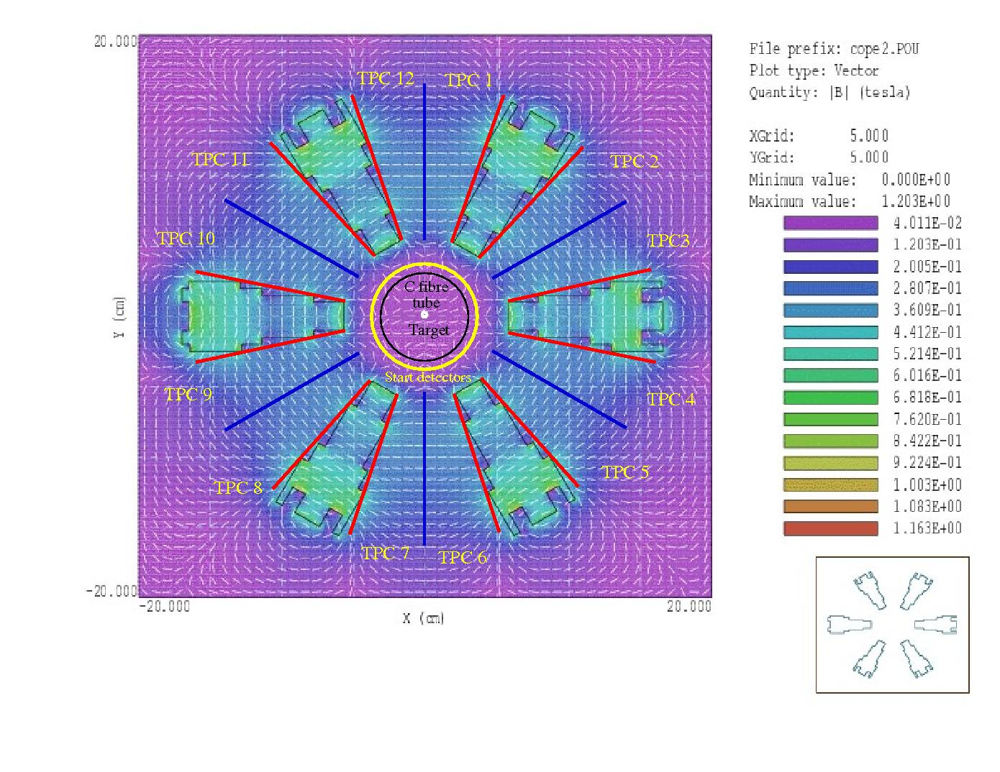 20.000
TPC 12
TPC 1
TPC 11
TPC 2
TPC 10
TPC3
C fibre
tube
Target
Start detectors
TPC 9
TPC 4
TPC 8
TPC 5
TPC 7
TPC 6
Y (cm)
-20.000
-20.000
20.000
X (cm)
File prefix: cope2.POU
Plot type: Vector
Quantity: |B| (tesla)
XGrid: 5.000
YGrid: 5.000
Minimum value: 0.000E+00
Maximum value: 1.203E+00
4.011E-02
1.203E-01
2.005E-01
2.807E-01
3.609E-01
4.412E-01
5.214E-01
6.016E-01
6.818E-01
7.620E-01
8.422E-01
9.224E-01
1.003E+00
1.083E+00
1.163E+00